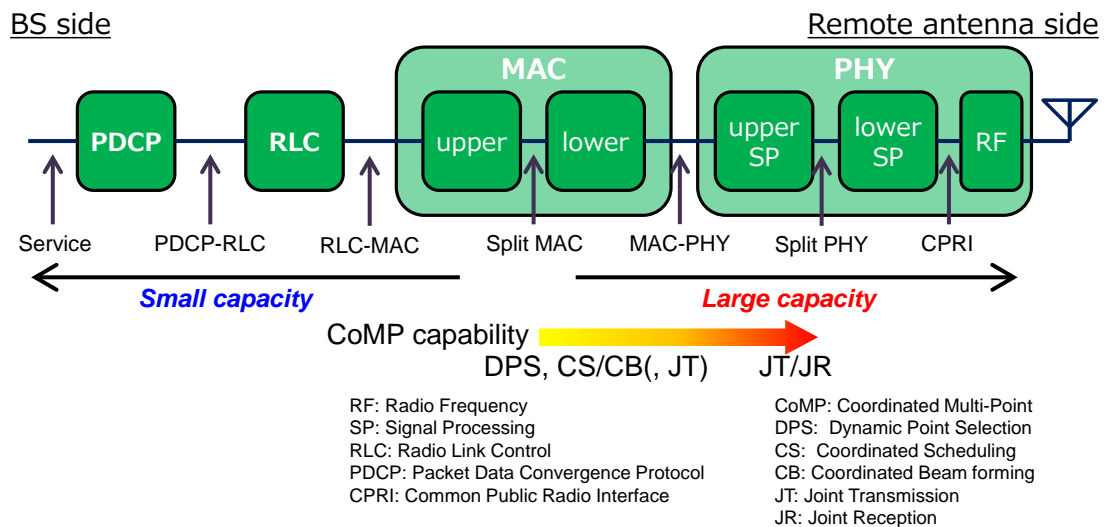 BS side
Remote antenna side
MAC
PHY
PDCP
RLC
upper
lower
upper
SP
lower
SP
RF
Service
PDCP-RLC
RLC-MAC
Split MAC
MAC-PHY
Split PHY
CPRI
Small capacity
Large capacity
CoMP capability
DPS, CS/CB(, JT)
JT/JR
RF: Radio Frequency
SP: Signal Processing
RLC: Radio Link Control
PDCP: Packet Data Convergence Protocol
CPRI: Common Public Radio Interface
CoMP: Coordinated Multi-Point
DPS: Dynamic Point Selection
CS: Coordinated Scheduling
CB: Coordinated Beam forming
JT: Joint Transmission
JR: Joint Reception